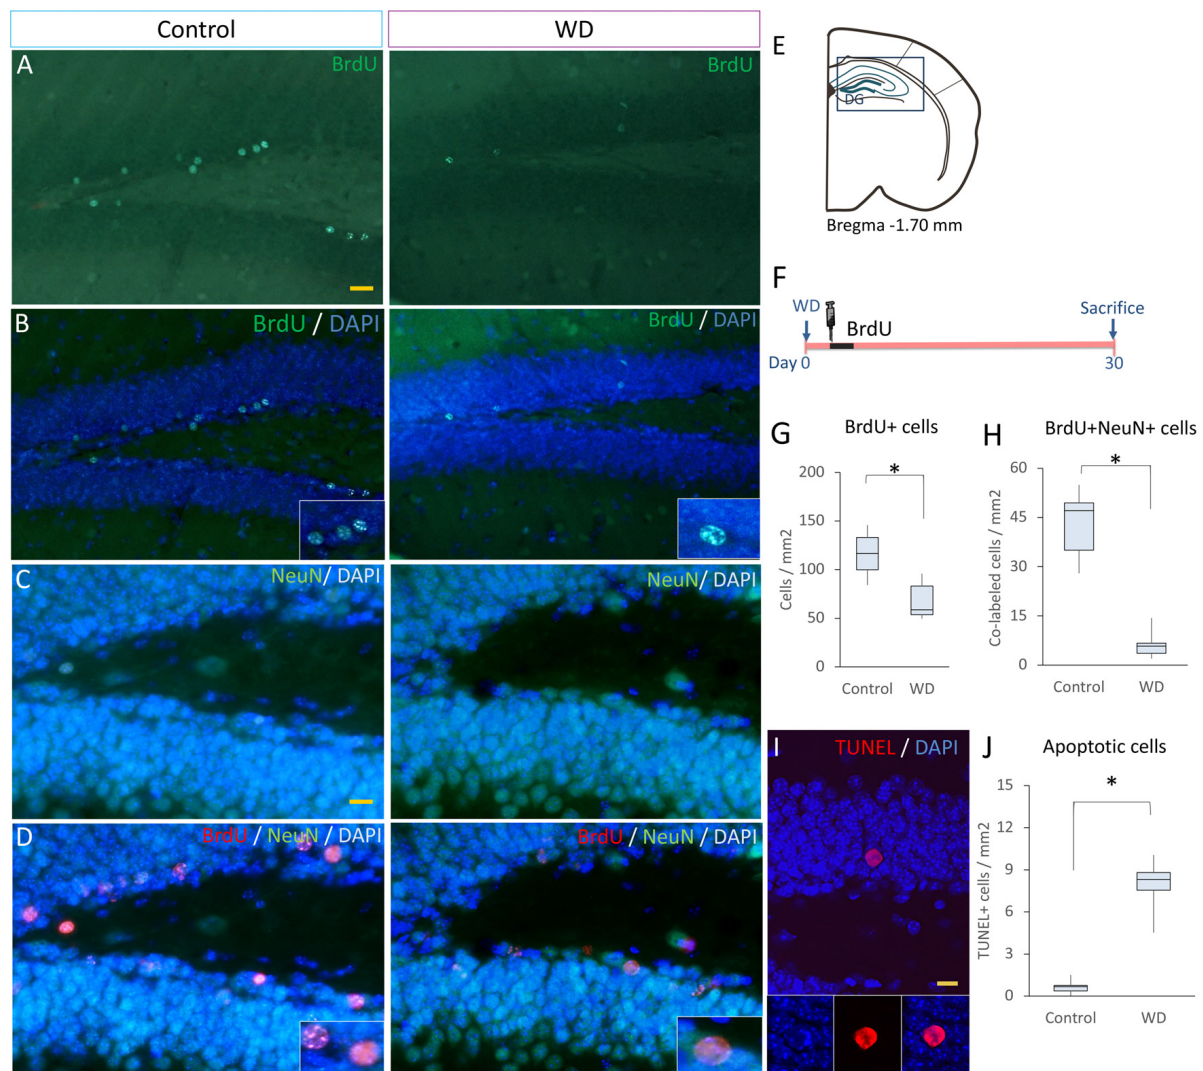 Control
WD
A
BrdU
BrdU
B
BrdU / DAPI
BrdU / DAPI
C
NeuN/ DAPI
NeuN/ DAPI
D
BrdU / NeuN / DAPI
BrdU / NeuN / DAPI
E
DG
Bregma -1.70 mm
F
WD
BrdU
Sacrifice
Day 0
30
G
BrdU+ cells
*
Cells / mm2
200
150
100
50
0
Control
WD
H
BrdU+NeuN+ cells
*
Co-labeled cells / mm2
60
45
30
15
0
Control
WD
I
TUNEL / DAPI
J
Apoptotic cells
*
TUNEL+ cells / mm2
15
12
9
6
3
0
Control
WD